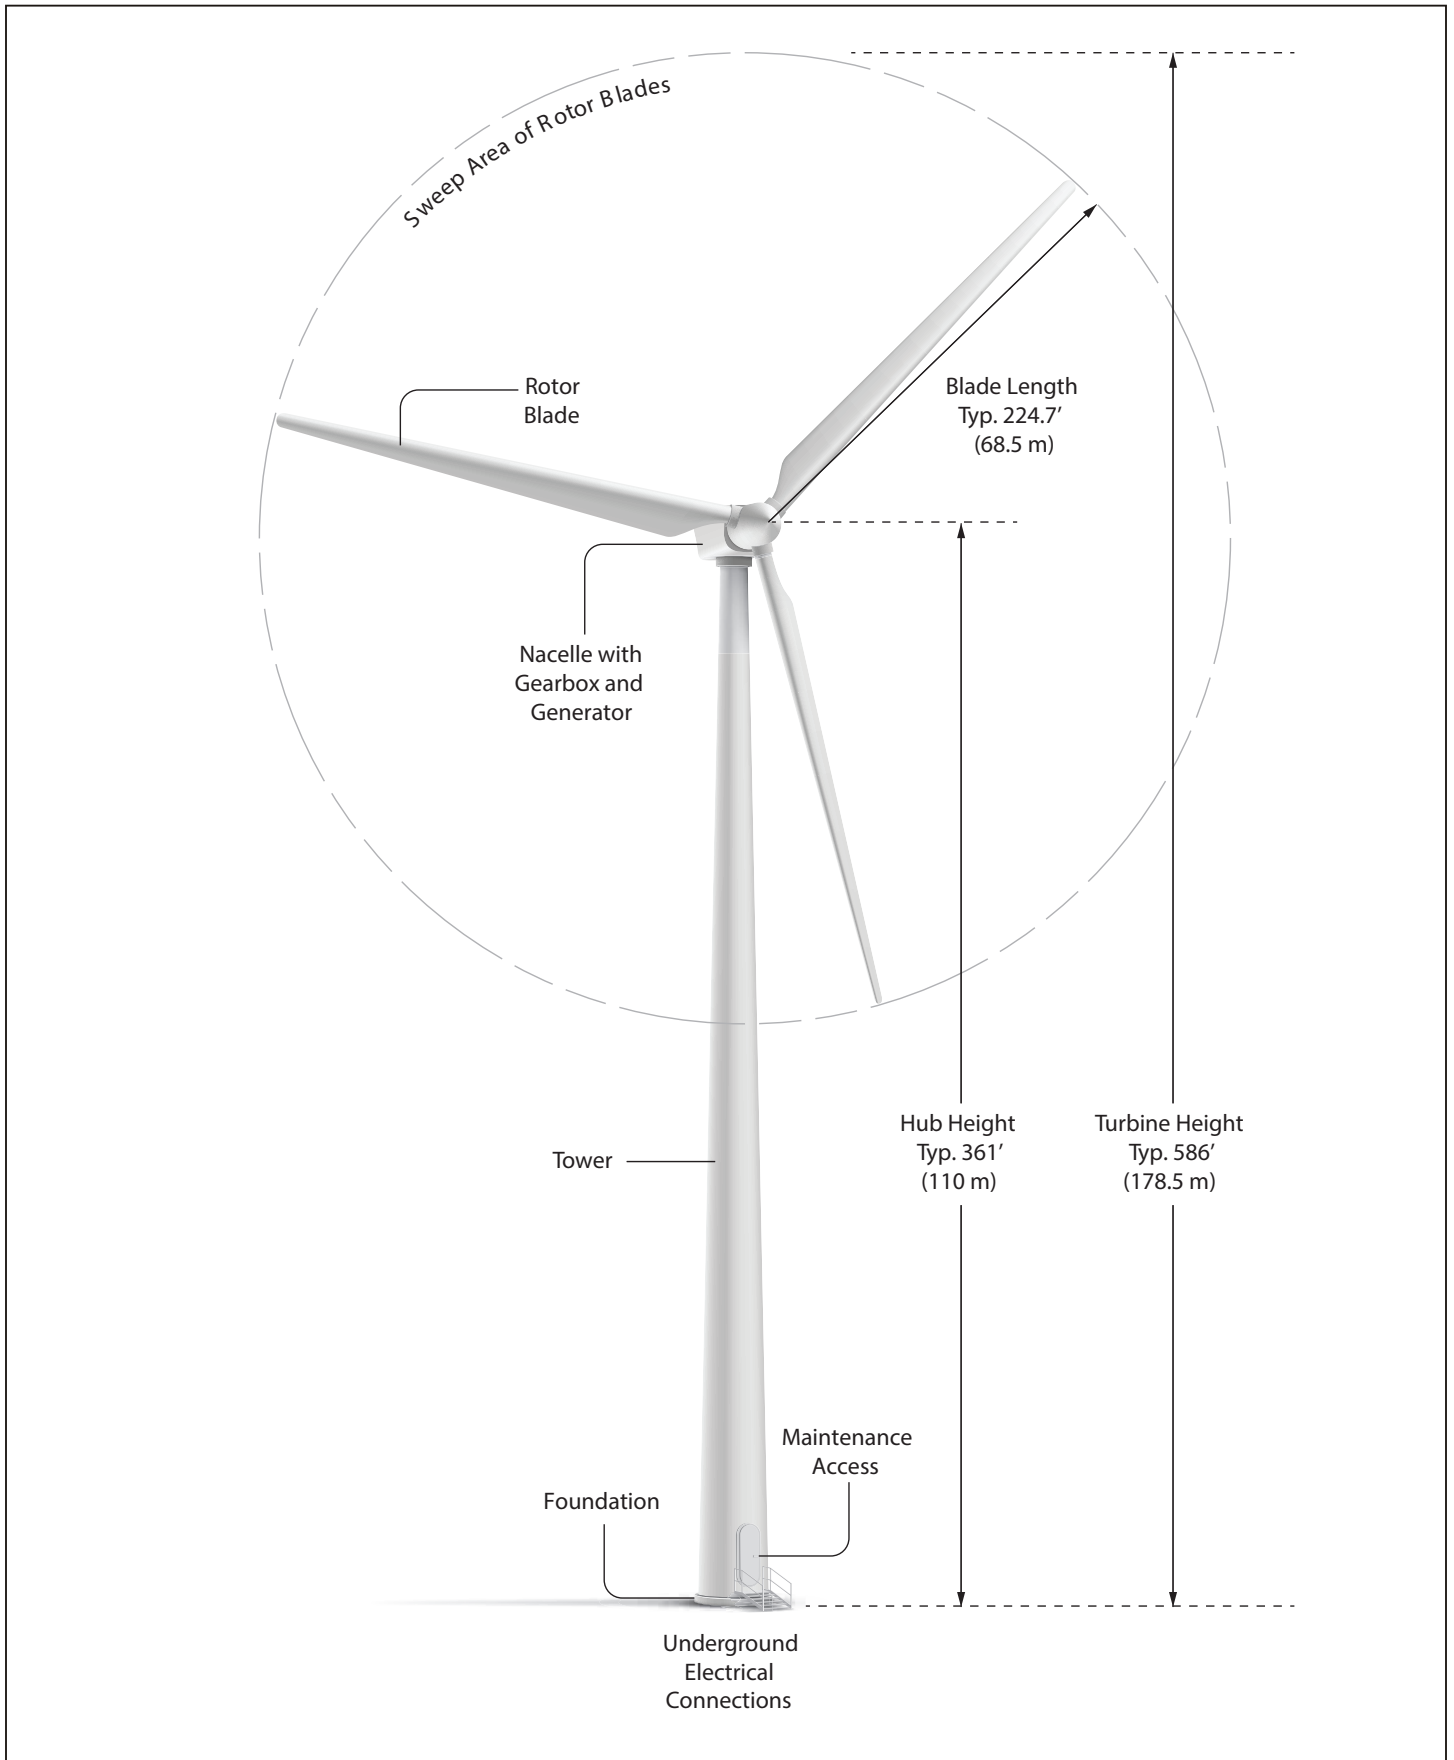 Sweep Area of Rotor Blades
Rotor
Blade
Blade Length
Typ. 224.7’
(68.5 m)
Nacelle with
Gearbox and
Generator
Hub Height
Typ. 361’
(110 m)
Turbine Height
Typ. 586’
(178.5 m)
Tower
Maintenance
Access
Foundation
Underground
Electrical
Connections